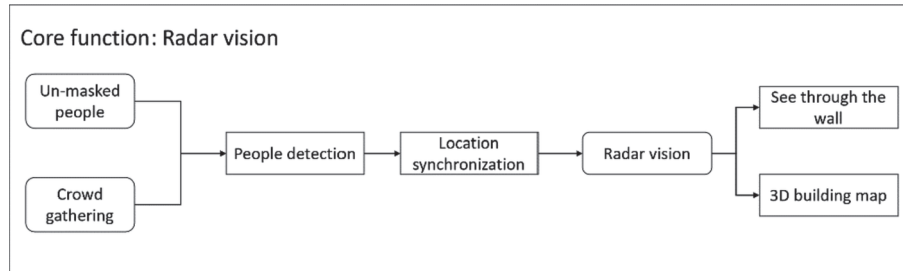 Core function: Radar vision
Un-masked
people
Crowd
gathering
People detection
Location
synchronization
Radar vision
See through the
wall
3D building map